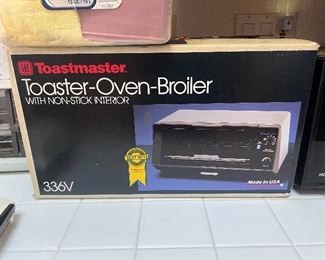 Toastmaster
Toaster-Oven-Broiler
WITH NON-STICK INTERIOR
336V
Made in USA